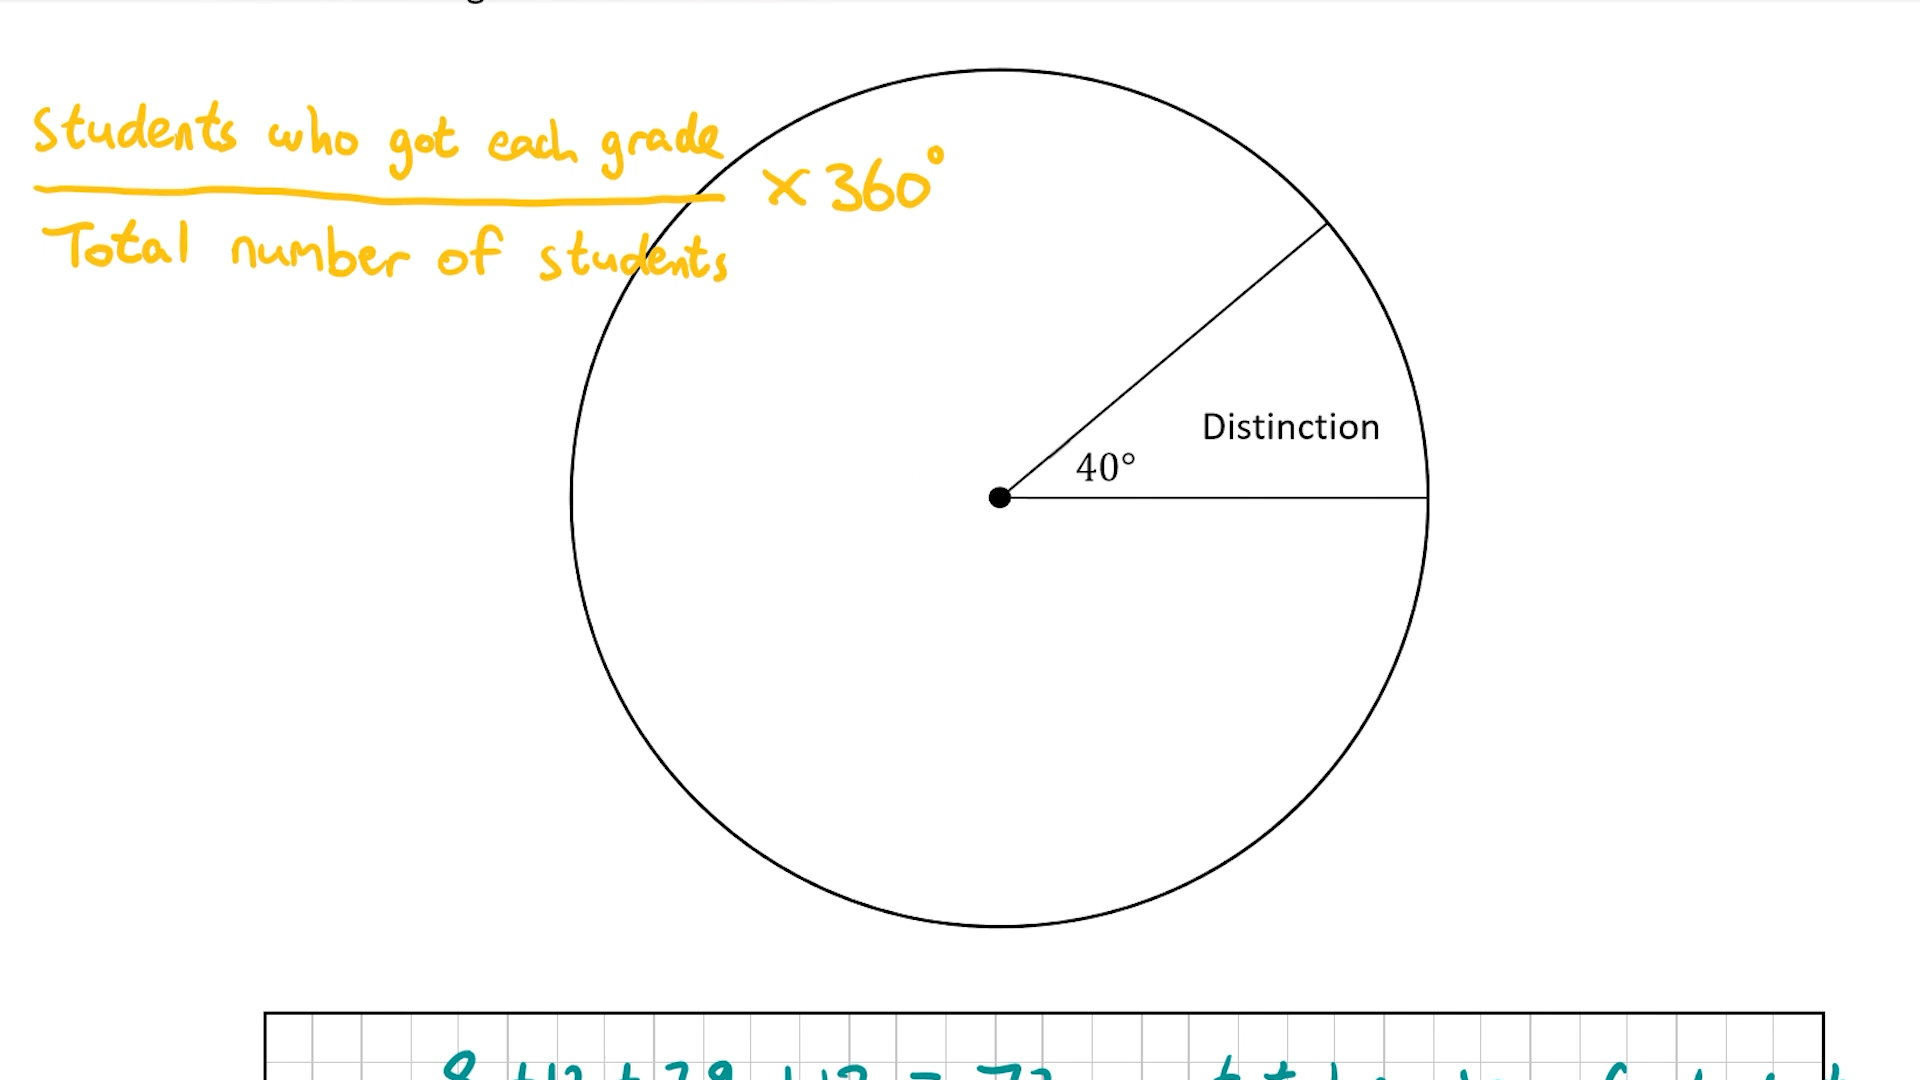 Students who got each grade
× 360°
Total number of students
Distinction
40°